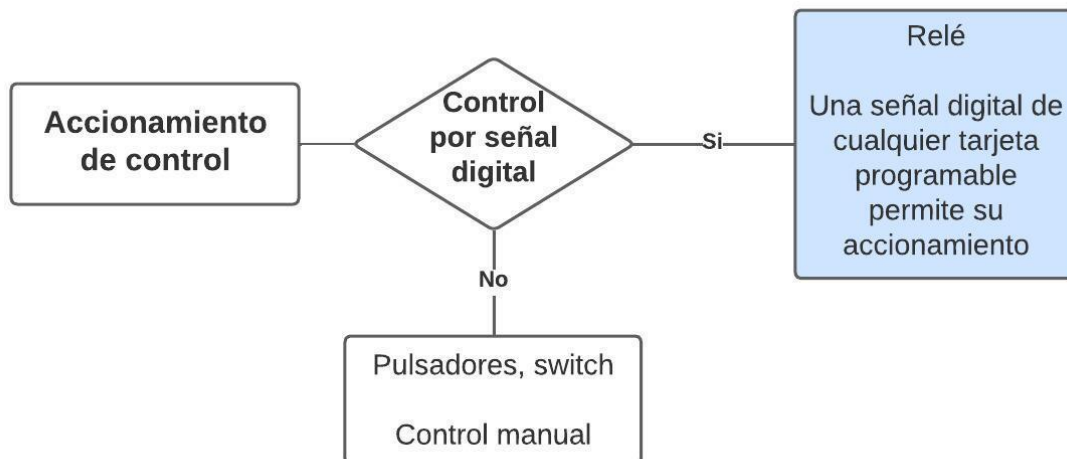 Accionamiento
de control
Control
por señal
digital
Si
Relé
Una señal digital de
cualquier tarjeta
programable
permite su
accionamiento
No
Pulsadores, switch
Control manual